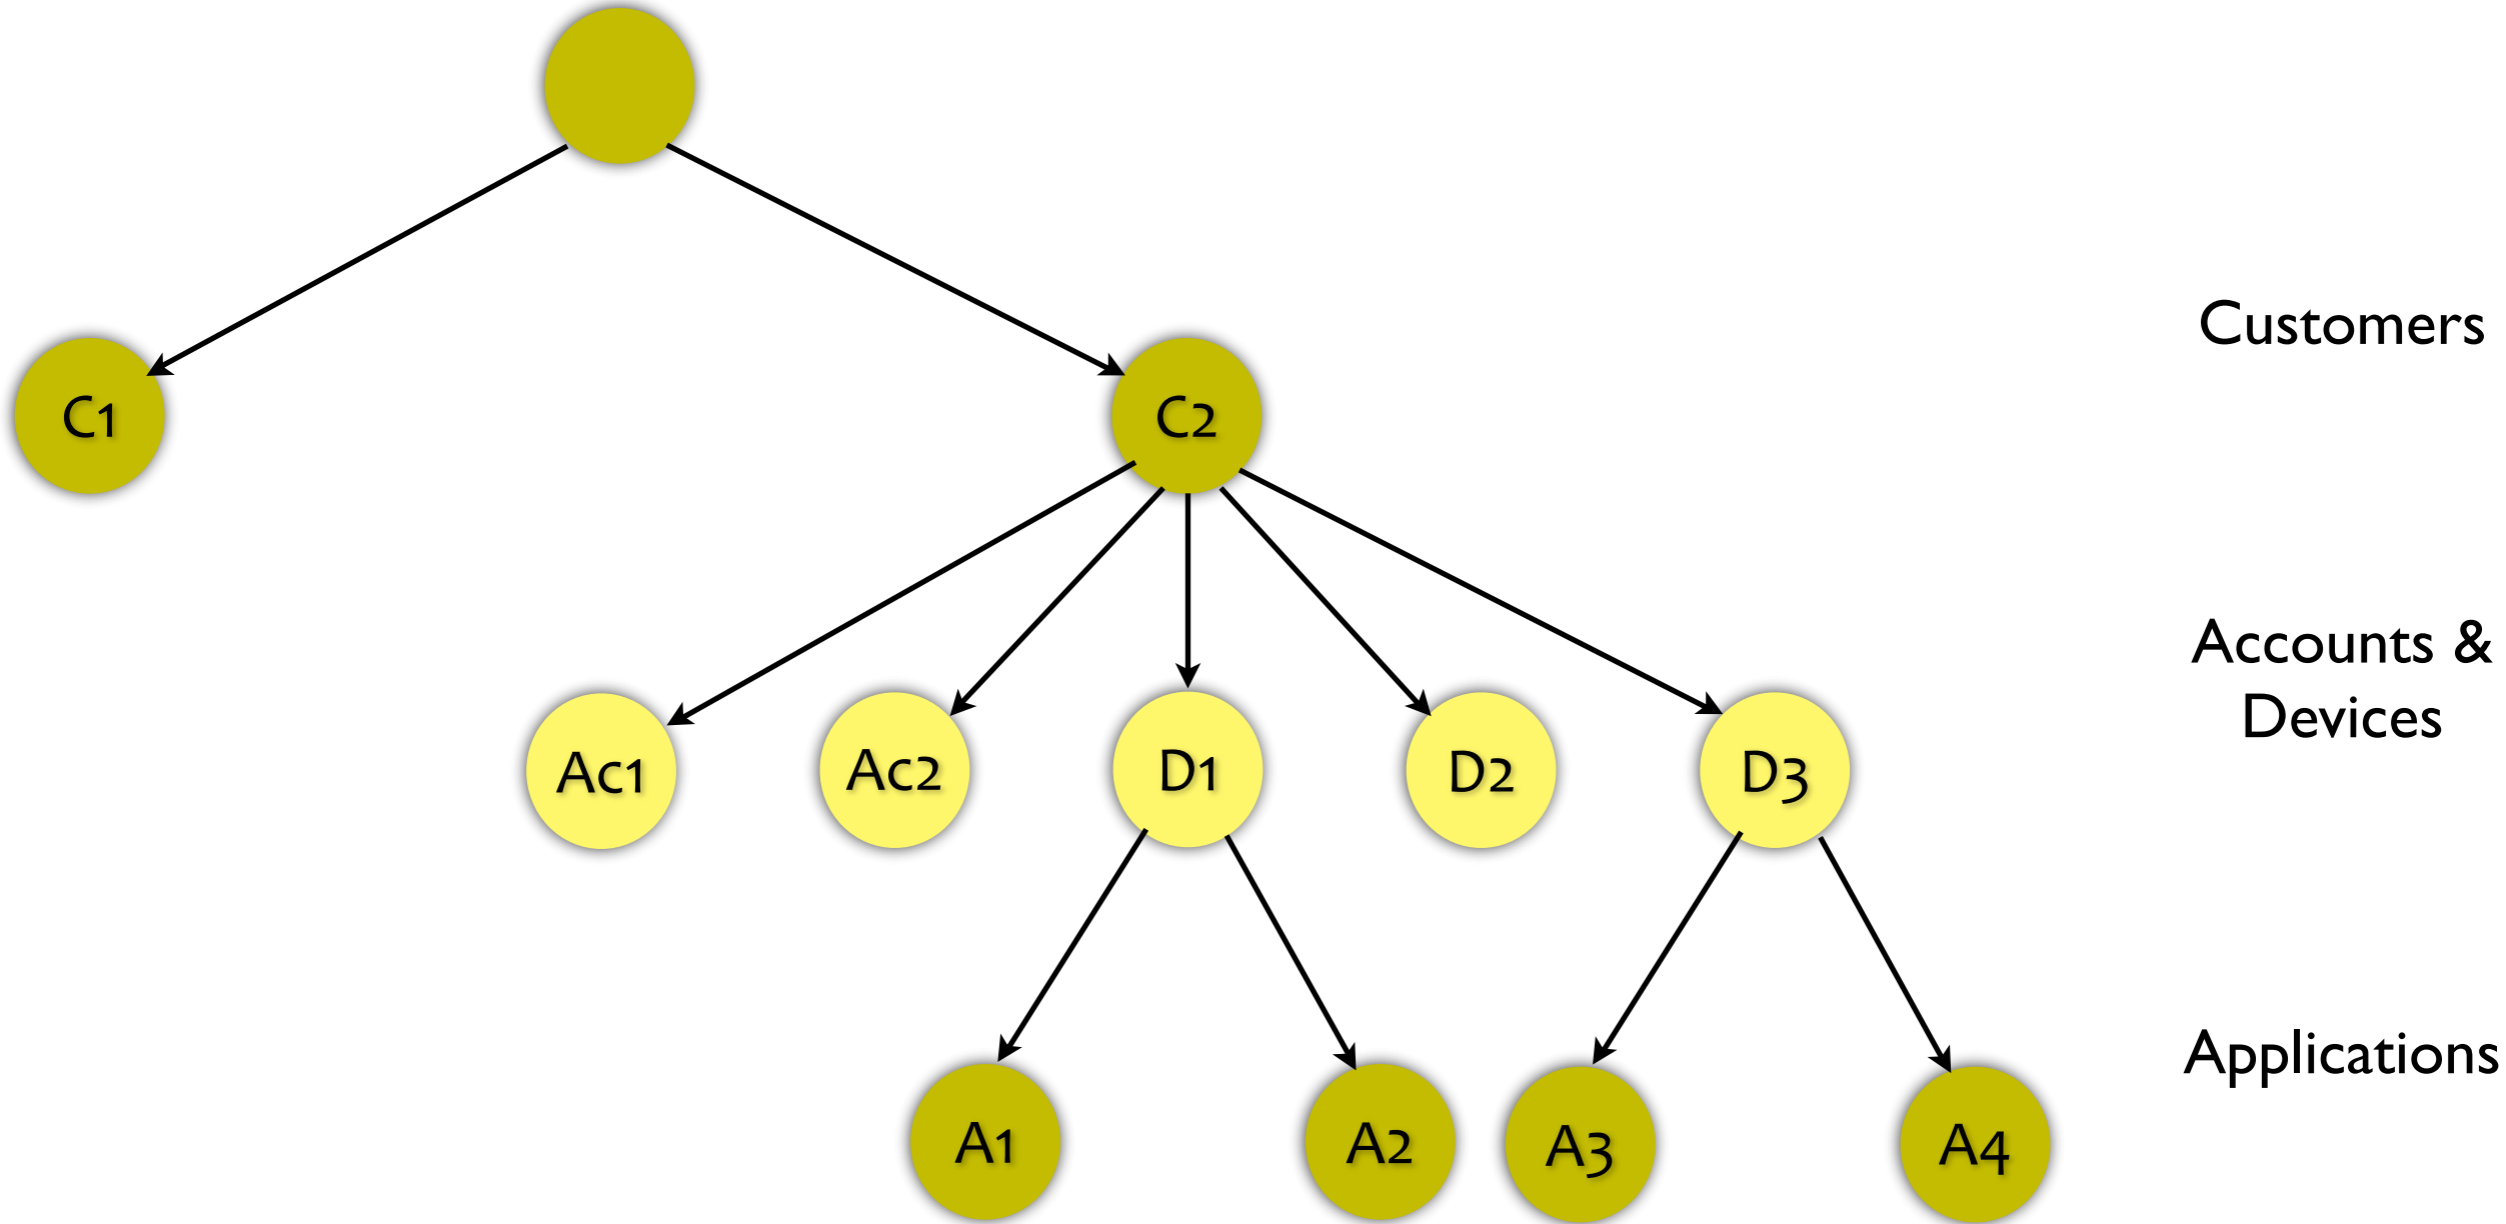 Customers
C1
C2
Accounts &
Devices
Ac1
Ac2
D1
D2
D3
Applications
A1
A2
A3
A4